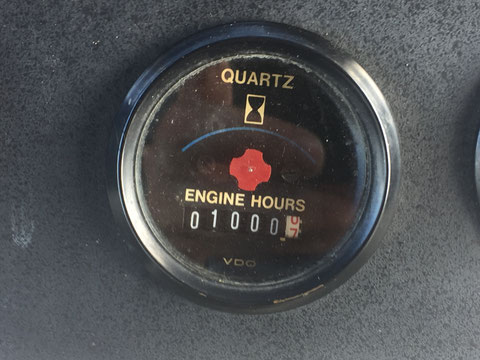 QUARTZ
ENGINE HOURS
01000
VDO